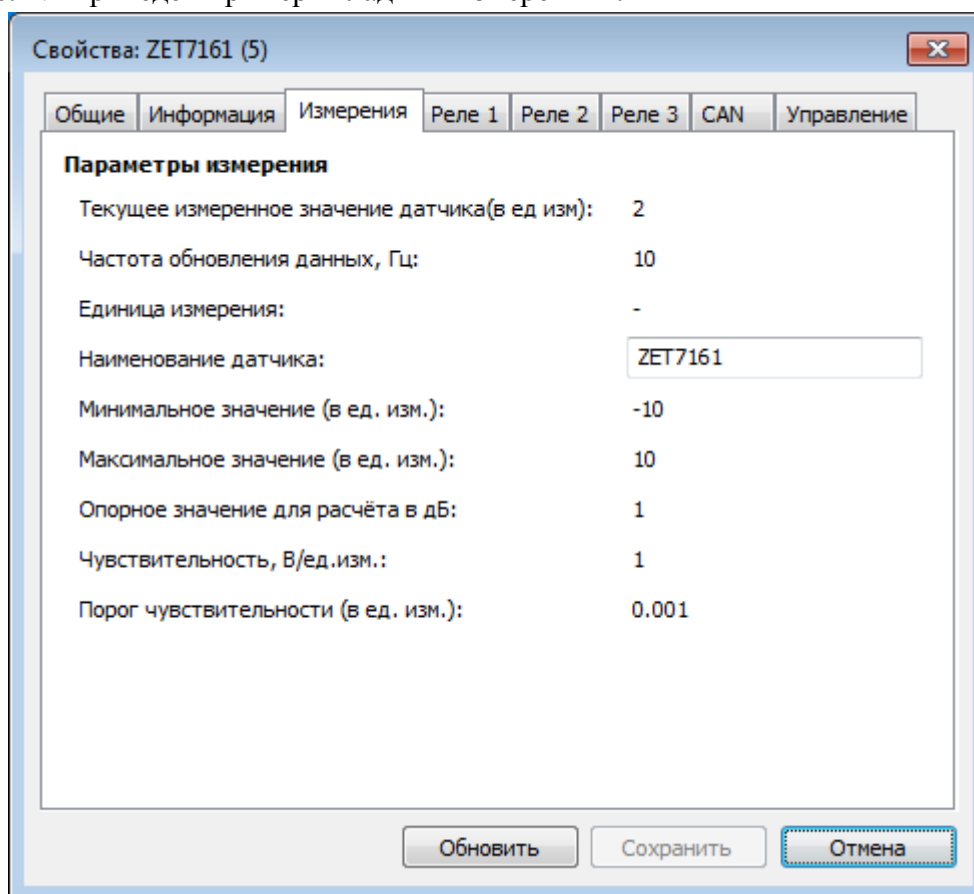 Свойства: ZET7161 (5)
Общие Информация Измерения Реле 1 Реле 2 Реле 3 CAN Управление
Параметры измерения
Текущее измеренное значение датчика(в ед изм): 2
Частота обновления данных, Гц: 10
Единица измерения: -
Наименование датчика: ZET7161
Минимальное значение (в ед. изм.): -10
Максимальное значение (в ед. изм.): 10
Опорное значение для расчёта в дБ: 1
Чувствительность, В/ед.изм.: 1
Порог чувствительности (в ед. изм.): 0.001
Обновить Сохранить Отмена